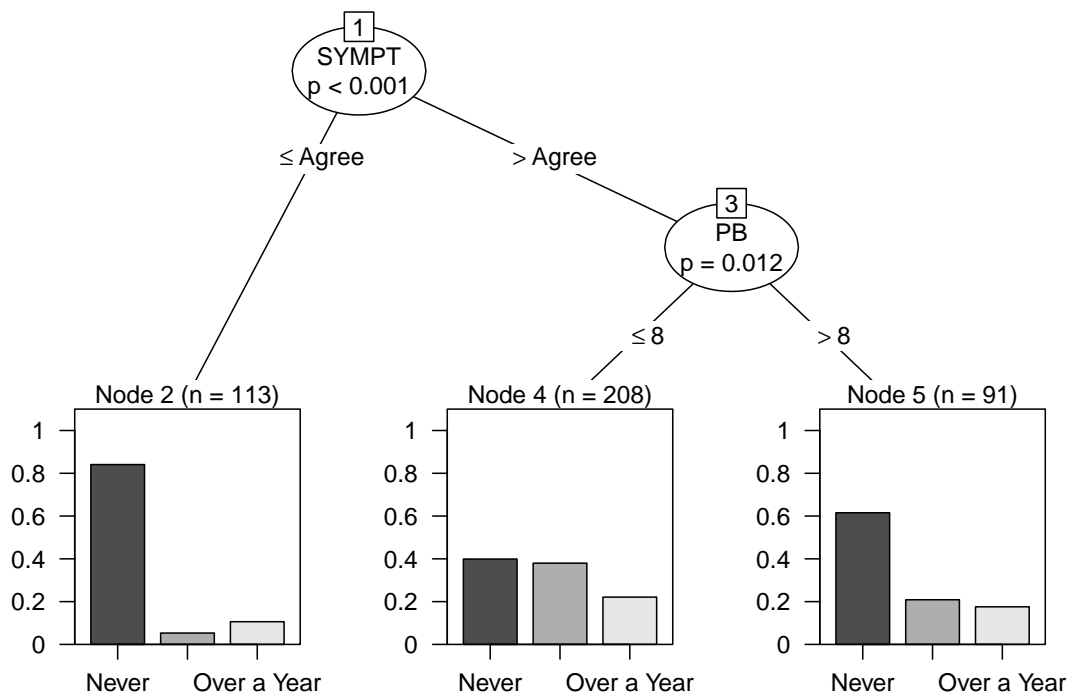 1
SYMPT
p < 0.001
≤ Agree
> Agree
3
PB
p = 0.012
≤ 8
> 8
Node 2 (n = 113)
1
0.8
0.6
0.4
0.2
0
Never
Over a Year
Node 4 (n = 208)
1
0.8
0.6
0.4
0.2
0
Never
Over a Year
Node 5 (n = 91)
1
0.8
0.6
0.4
0.2
0
Never
Over a Year